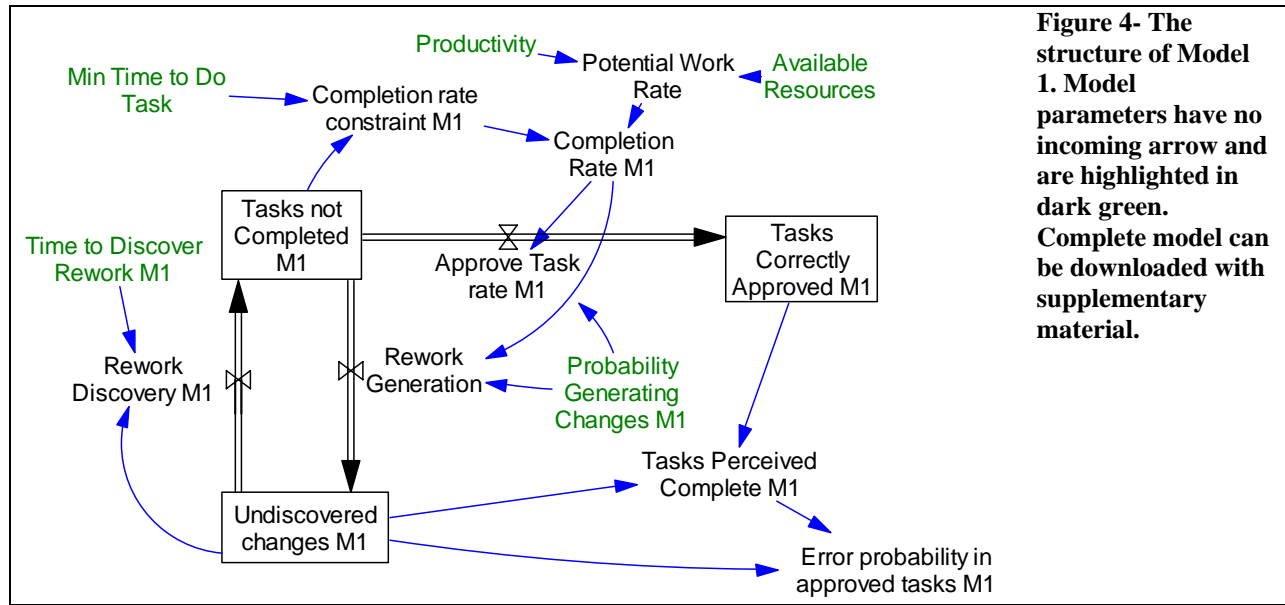 Productivity
Potential Work
Rate
Available
Resources
Min Time to Do
Task
Completion rate
constraint M1
Completion
Rate M1
Tasks not
Completed
M1
Tasks
Correctly
Approved M1
Time to Discover
Rework M1
Approve Task
rate M1
Rework
Discovery M1
Rework
Generation
Probability
Generating
Changes M1
Tasks Perceived
Complete M1
Undiscovered
changes M1
Error probability in
approved tasks M1
Figure 4- The
structure of Model
1. Model
parameters have no
incoming arrow and
are highlighted in
dark green.
Complete model can
be downloaded with
supplementary
material.